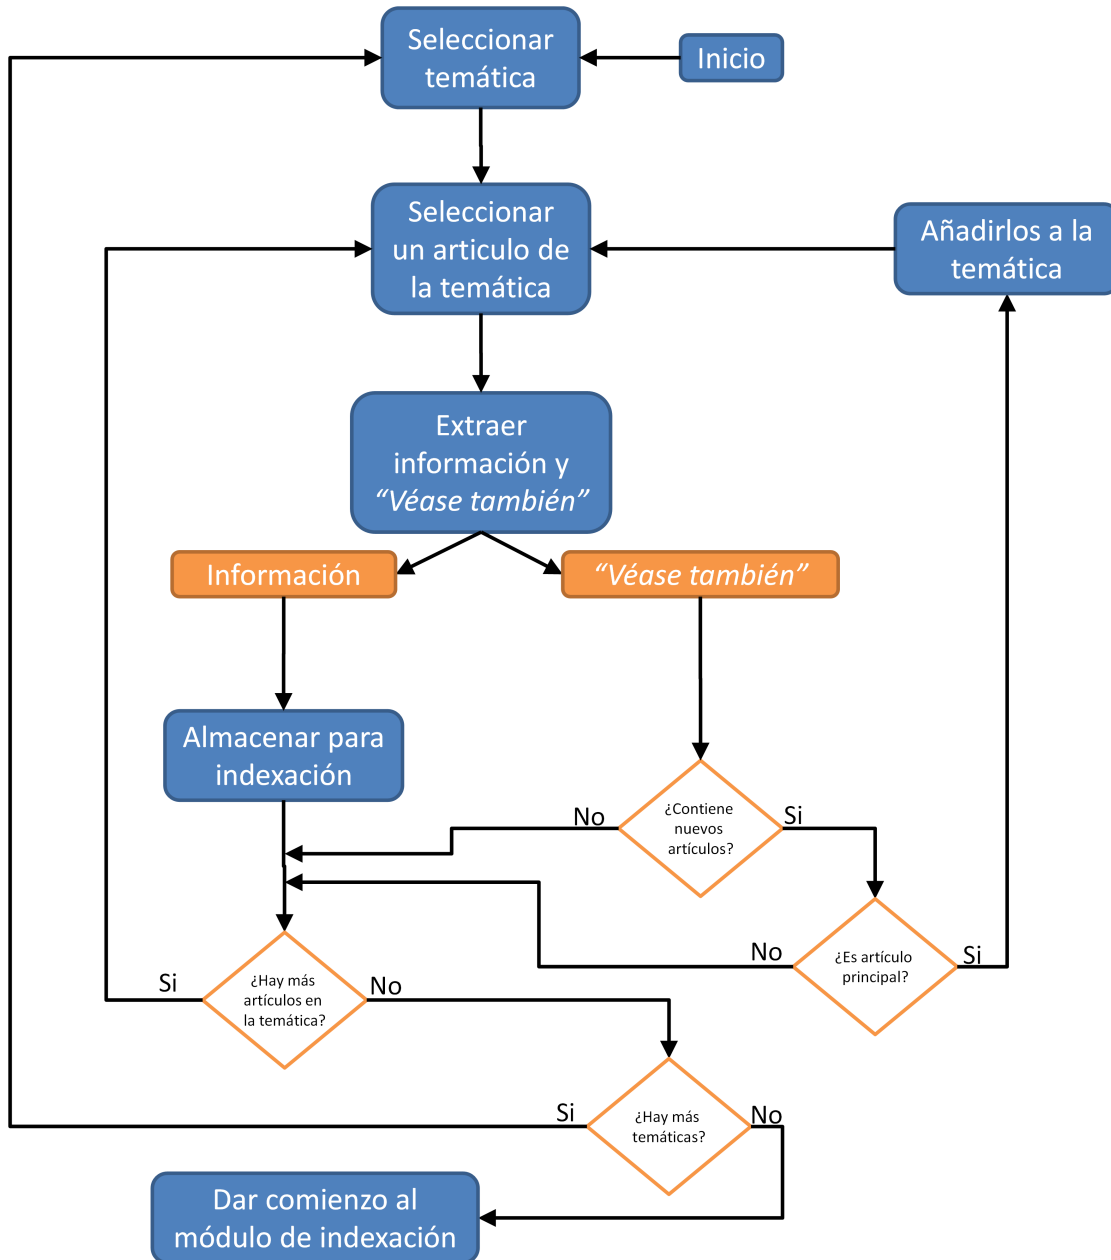 Seleccionar
temática
Inicio
Seleccionar
un articulo de
la temática
Añadirlos a la
temática
Extraer
información y
“Véase también”
Información
“Véase también”
Almacenar para
indexación
¿Contiene
nuevos
artículos?
No
Si
¿Es artículo
principal?
No
Si
¿Hay más
artículos en
la temática?
Si
No
¿Hay más
temáticas?
Si
No
Dar comienzo al
módulo de indexación